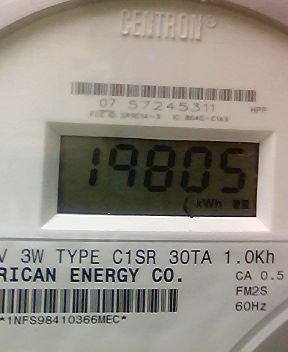 CENTRON®
07 57245311 HPP
19805
kWh
V 3W TYPE C1SR 30TA 1.0Kh
RICAN ENERGY CO.
CA 0.5
FM2S
60Hz
*1NFS98410366MEC*